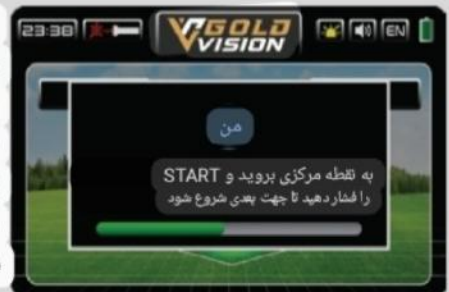 23:38
GOLD
VISION
EN
من
به نقطه مرکزی بروید و START
را فشار دهید تا جهت بعدی شروع شود